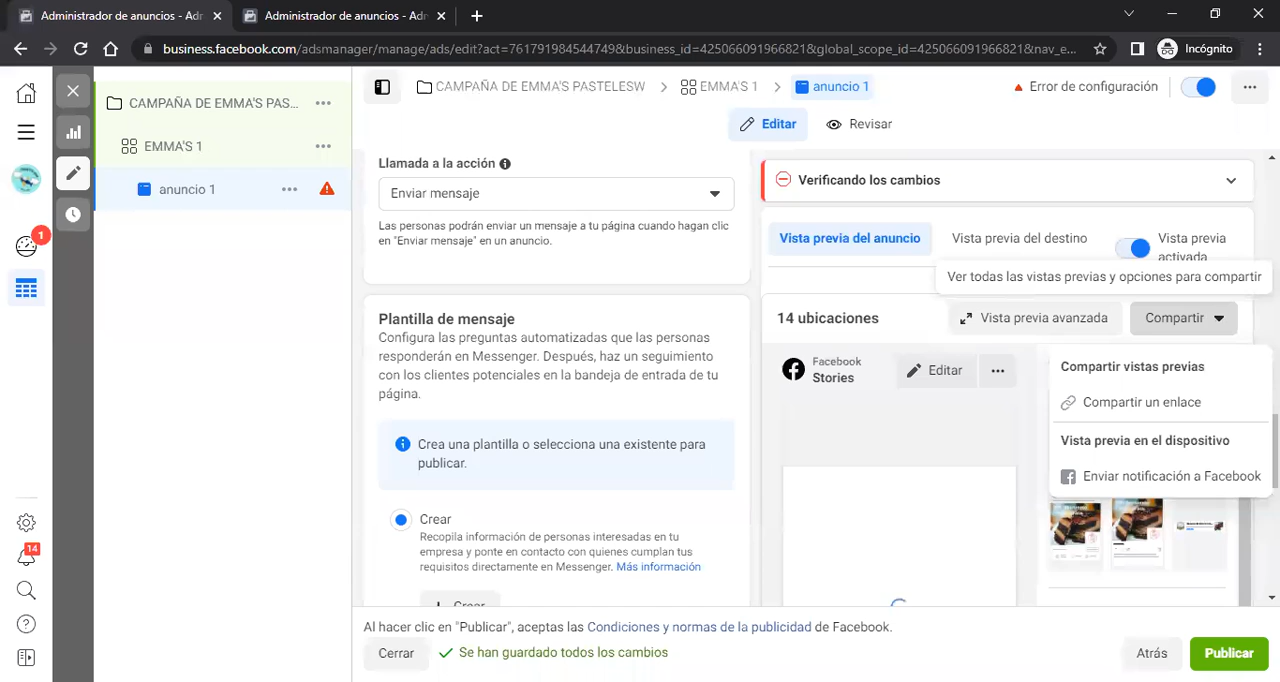 Administrador de anuncios - Adr
Administrador de anuncios - Adr
business.facebook.com/adsmanager/manage/ads/edit?act=761791984544749&business_id=425066091966821&global_scope_id=425066091966821&nav_e...
Incógnito
CAMPAÑA DE EMMA'S PAS...
EMMA'S 1
anuncio 1
1
14
CAMPAÑA DE EMMA'S PASTELESW
EMMA'S 1
anuncio 1
Error de configuración
Editar
Revisar
Llamada a la acción
Enviar mensaje
Las personas podrán enviar un mensaje a tu página cuando hagan clic
en "Enviar mensaje" en un anuncio.
Plantilla de mensaje
Configura las preguntas automatizadas que las personas
responderán en Messenger. Después, haz un seguimiento
con los clientes potenciales en la bandeja de entrada de tu
página.
Crea una plantilla o selecciona una existente para
publicar.
Crear
Recopila información de personas interesadas en tu
empresa y ponte en contacto con quienes cumplan tus
requisitos directamente en Messenger. Más información
+ Crear
Verificando los cambios
Vista previa del anuncio
Vista previa del destino
Vista previa
activada
Ver todas las vistas previas y opciones para compartir
14 ubicaciones
Vista previa avanzada
Compartir
Facebook
Stories
Editar
Compartir vistas previas
Compartir un enlace
Vista previa en el dispositivo
Enviar notificación a Facebook
Al hacer clic en "Publicar", aceptas las Condiciones y normas de la publicidad de Facebook.
Cerrar
Se han guardado todos los cambios
Atrás
Publicar